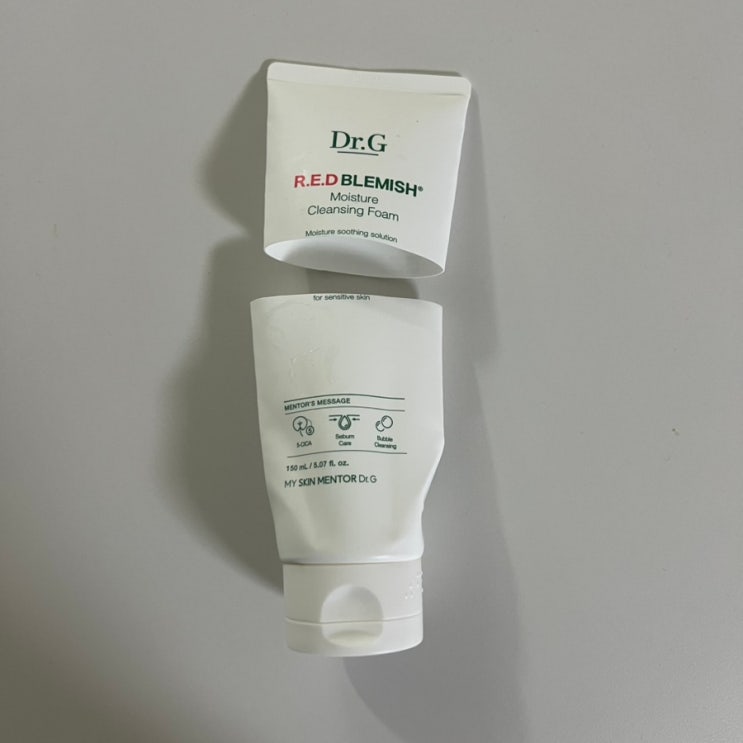 Dr.G
R.E.D BLEMISH®
Moisture
Cleansing Foam
Moisture soothing solution
for sensitive skin
MENTOR'S MESSAGE
5-CICA
Sebum
Care
Bubble
Cleansing
150 mL / 5.07 fl. oz.
MY SKIN MENTOR Dr.G